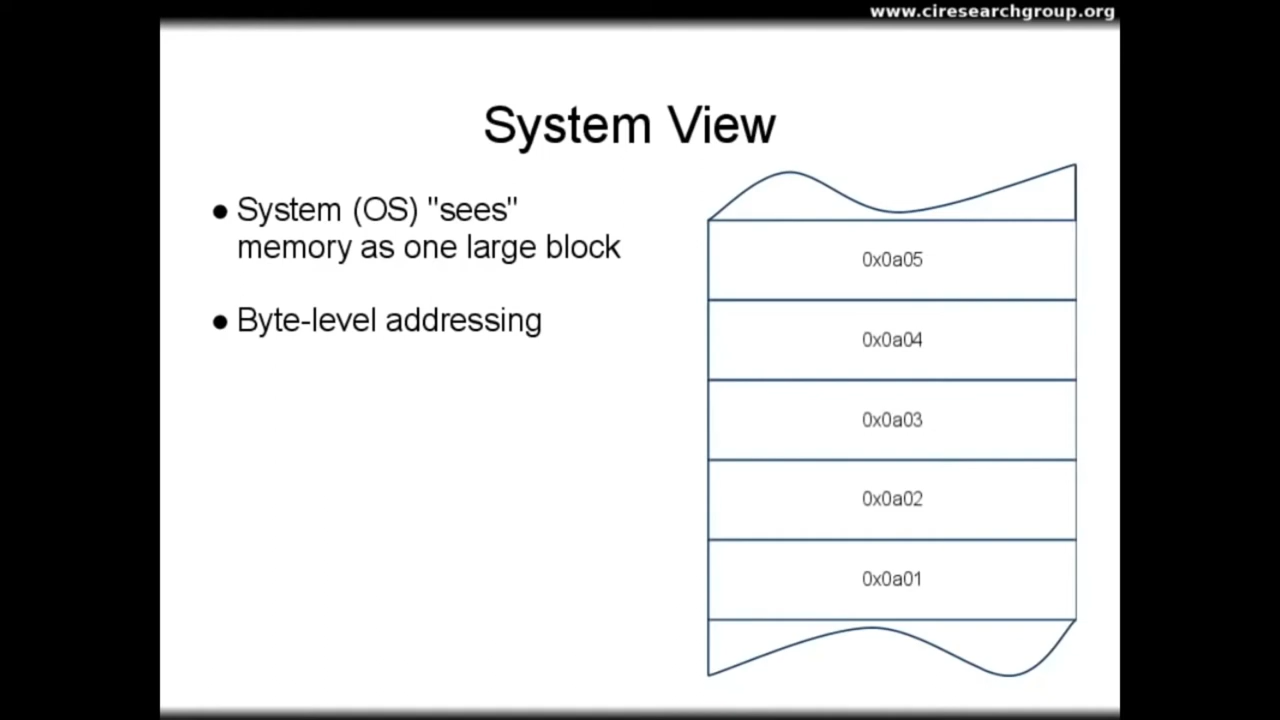 www.ciresearchgroup.org
System View
● System (OS) "sees"
memory as one large block
● Byte-level addressing
0x0a05
0x0a04
0x0a03
0x0a02
0x0a01